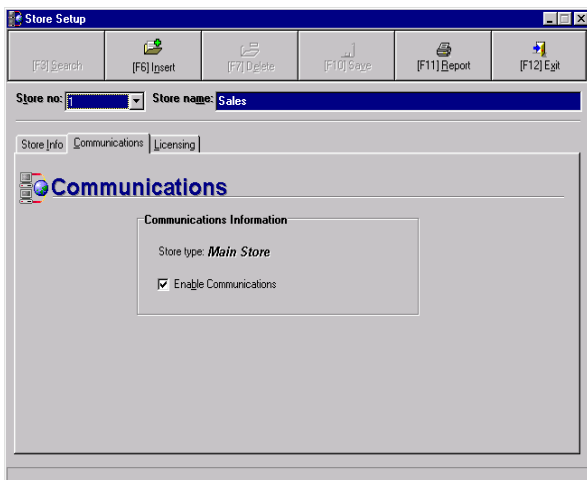 Store Setup
[F3] Search
[F6] Insert
[F7] Delete
[F10] Save
[F11] Report
[F12] Exit
Store no: 1 Store name: Sales
Store Info Communications Licensing
Communications
Communications Information
Store type: Main Store
Enable Communications